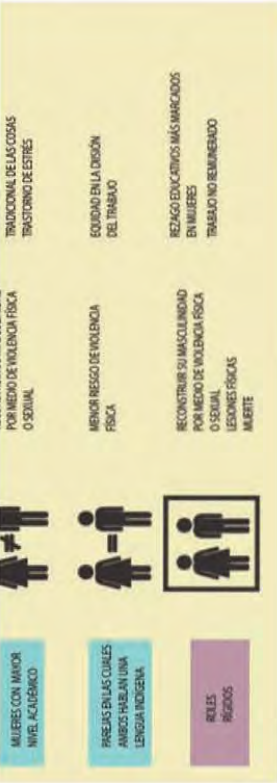 MUJERES CON MAYOR
NIVEL ACADÉMICO
POR MEDIO DE VIOLENCIA FÍSICA
O SEXUAL
TRADICIONAL DE LAS COSAS
TRASTORNO DE ESTRÉS
PAREJAS EN LAS CUALES
AMBOS HABLAN UNA
LENGUA INDÍGENA
MENOR RIESGO DE VIOLENCIA
FÍSICA
EQUIDAD EN LA DIVISIÓN
DEL TRABAJO
ROLES
RÍGIDOS
RECONSTRUIR SU MASCULINIDAD
POR MEDIO DE VIOLENCIA FÍSICA
O SEXUAL
LESIONES FÍSICAS
MUERTE
REZAGO EDUCATIVOS MÁS MARCADOS
EN MUJERES
TRABAJO NO REMUNERADO